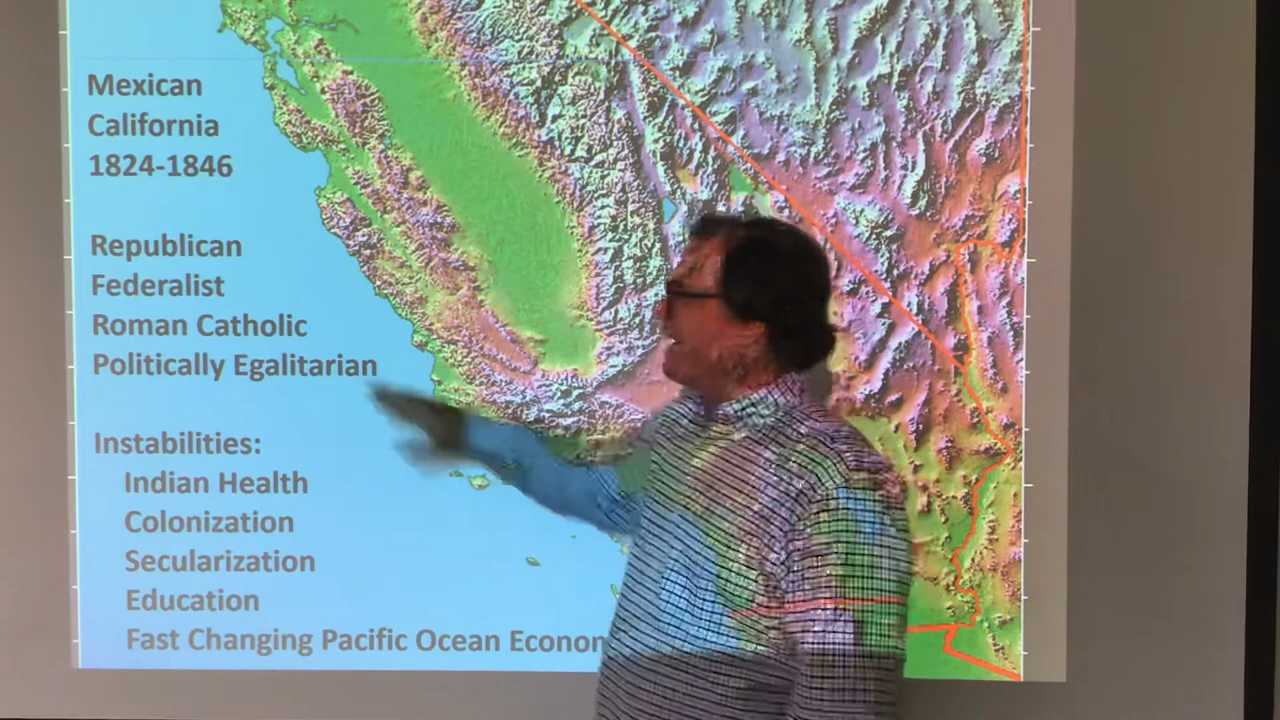 Mexican
California
1824-1846
Republican
Federalist
Roman Catholic
Politically Egalitarian
Instabilities:
Indian Health
Colonization
Secularization
Education
Fast Changing Pacific Ocean